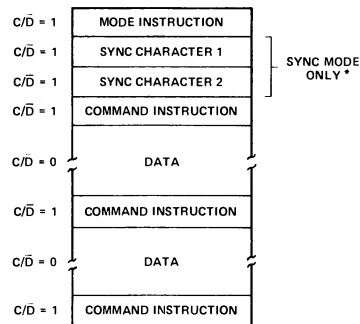 C/D̅ = 1 MODE INSTRUCTION
C/D̅ = 1 SYNC CHARACTER 1
C/D̅ = 1 SYNC CHARACTER 2
SYNC MODE
ONLY *
C/D̅ = 1 COMMAND INSTRUCTION
C/D̅ = 0 DATA
C/D̅ = 1 COMMAND INSTRUCTION
C/D̅ = 0 DATA
C/D̅ = 1 COMMAND INSTRUCTION